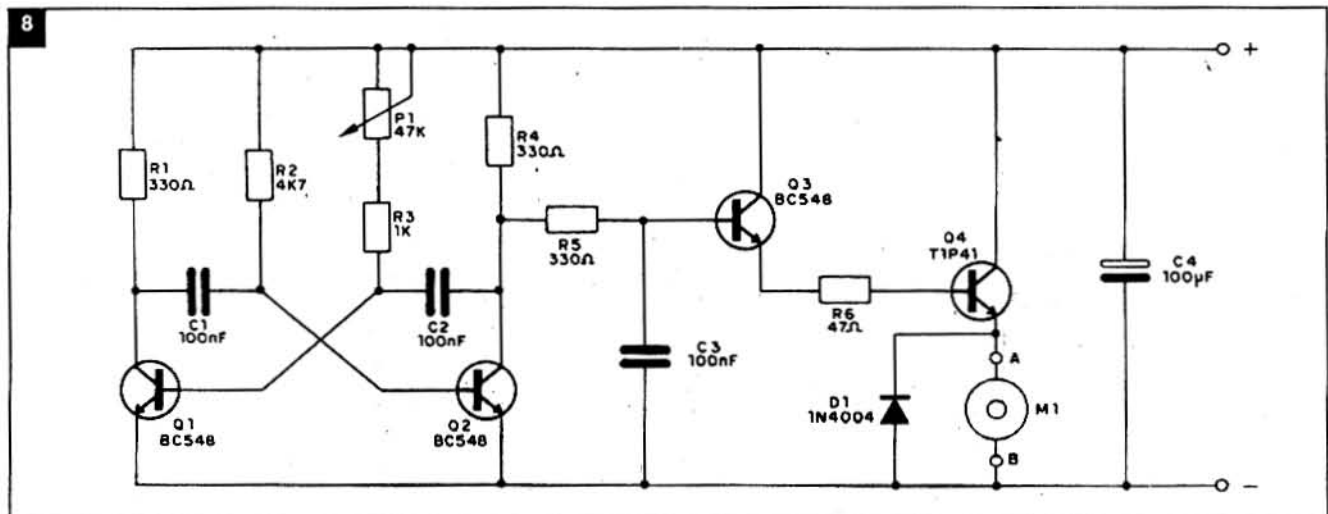 8
+
P1
47K
R4
330Ω
R1
330Ω
R2
4K7
Q3
BC548
R3
1K
R5
330Ω
Q4
T1P41
C4
100µF
C1
100nF
C2
100nF
R6
47Ω
C3
100nF
A
D1
1N4004
M1
Q1
BC548
Q2
BC548
B
−